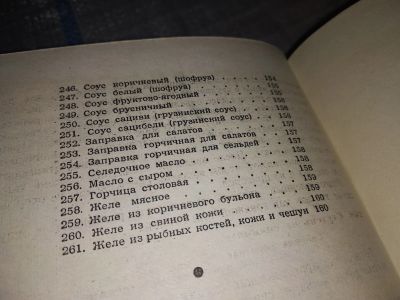 246. Соус коричневый (шофруа) . . . . 154
247. Соус белый (шофруа) . . . . 155
248. Соус фруктово-ягодный . . . . 155
249. Соус брусничный . . . . 156
250. Соус сациви (грузинский соус) . . . . 156
251. Соус сацибели (грузинский соус) . . . . 156
252. Заправка для салатов . . . . 157
253. Заправка горчичная для салатов . . . . 157
254. Заправка горчичная для сельдей . . . . 157
255. Селедочное масло . . . . 158
256. Масло с сыром . . . . 158
257. Горчица столовая . . . . 158
258. Желе мясное . . . . 159
259. Желе из коричневого бульона . . . . 159
260. Желе из свиной кожи . . . . 160
261. Желе из рыбных костей, кожи и чешуи 160